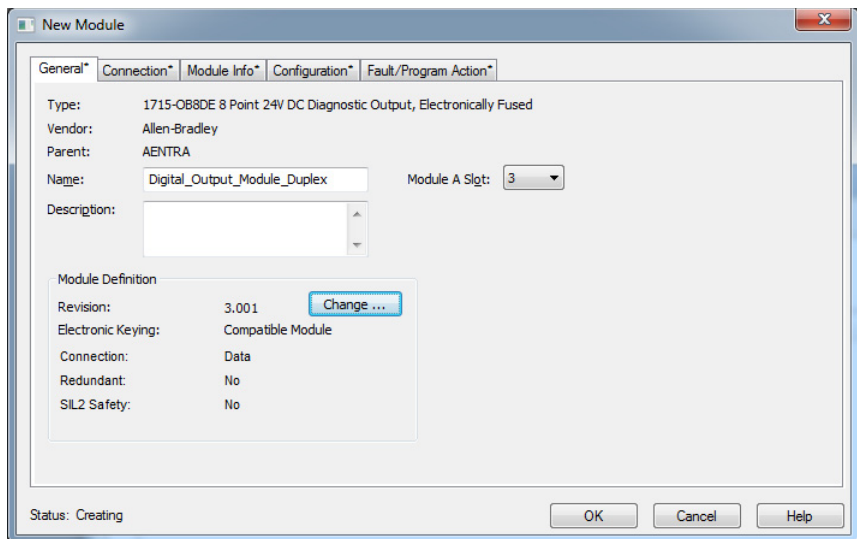 New Module
General* Connection* Module Info* Configuration* Fault/Program Action*
Type: 1715-OB8DE 8 Point 24V DC Diagnostic Output, Electronically Fused
Vendor: Allen-Bradley
Parent: AENTRA
Name: Digital_Output_Module_Duplex Module A Slot: 3
Description:
Module Definition
Revision: 3.001 Change ...
Electronic Keying: Compatible Module
Connection: Data
Redundant: No
SIL2 Safety: No
Status: Creating OK Cancel Help